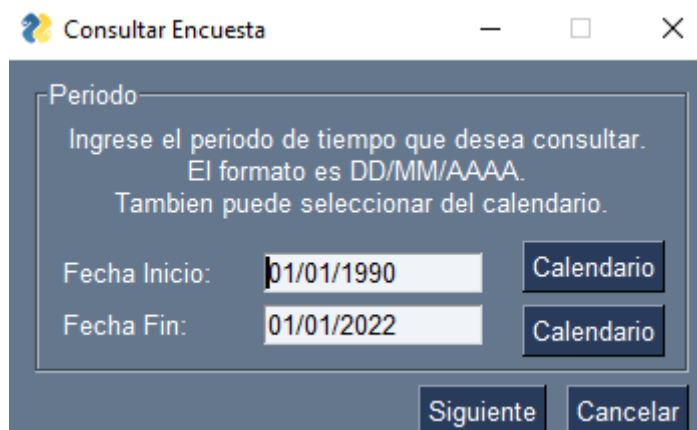 Consultar Encuesta
Periodo
Ingrese el periodo de tiempo que desea consultar.
El formato es DD/MM/AAAA.
Tambien puede seleccionar del calendario.
Fecha Inicio: 01/01/1990 Calendario
Fecha Fin: 01/01/2022 Calendario
Siguiente Cancelar